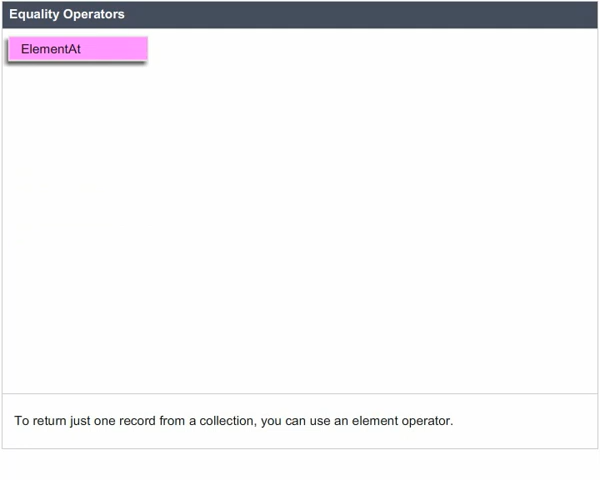 Equality Operators
ElementAt
To return just one record from a collection, you can use an element operator.